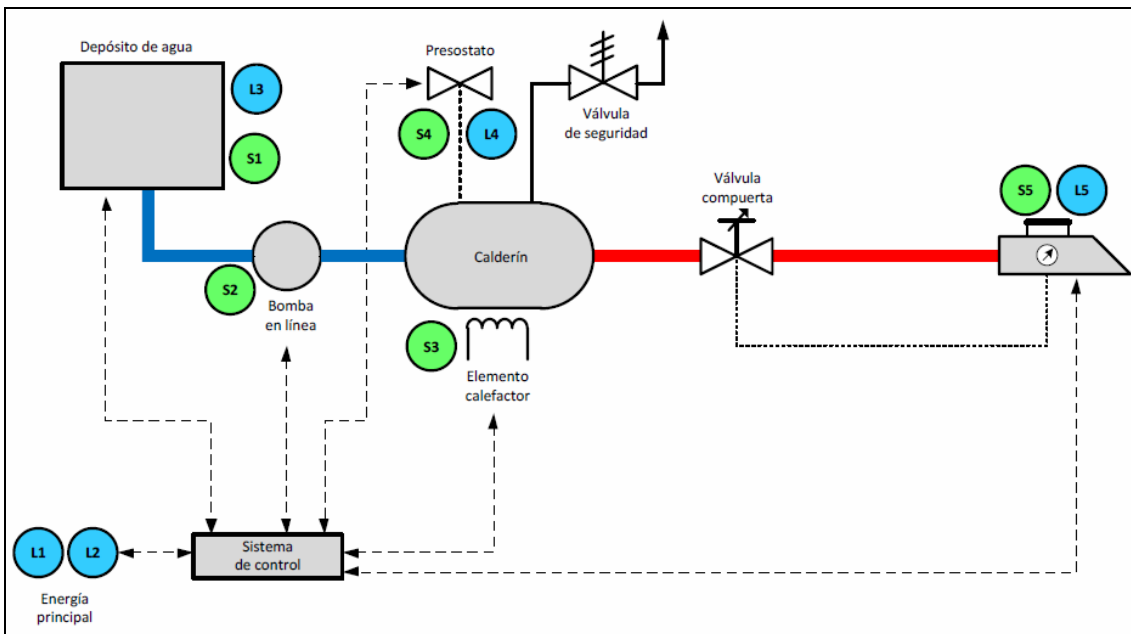 Depósito de agua
L3
S1
Presostato
S4
L4
Válvula
de seguridad
Válvula
compuerta
S5
L5
Calderín
S2
Bomba
en línea
S3
Elemento
calefactor
L1
L2
Sistema
de control
Energía
principal